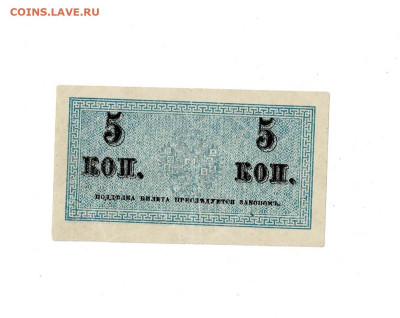 COINS.LAVE.RU
5 5
КОП. КОП.
ПОДДѢЛКА БИЛЕТА ПРЕСЛѢДУЕТСЯ ЗАКОНОМЪ.